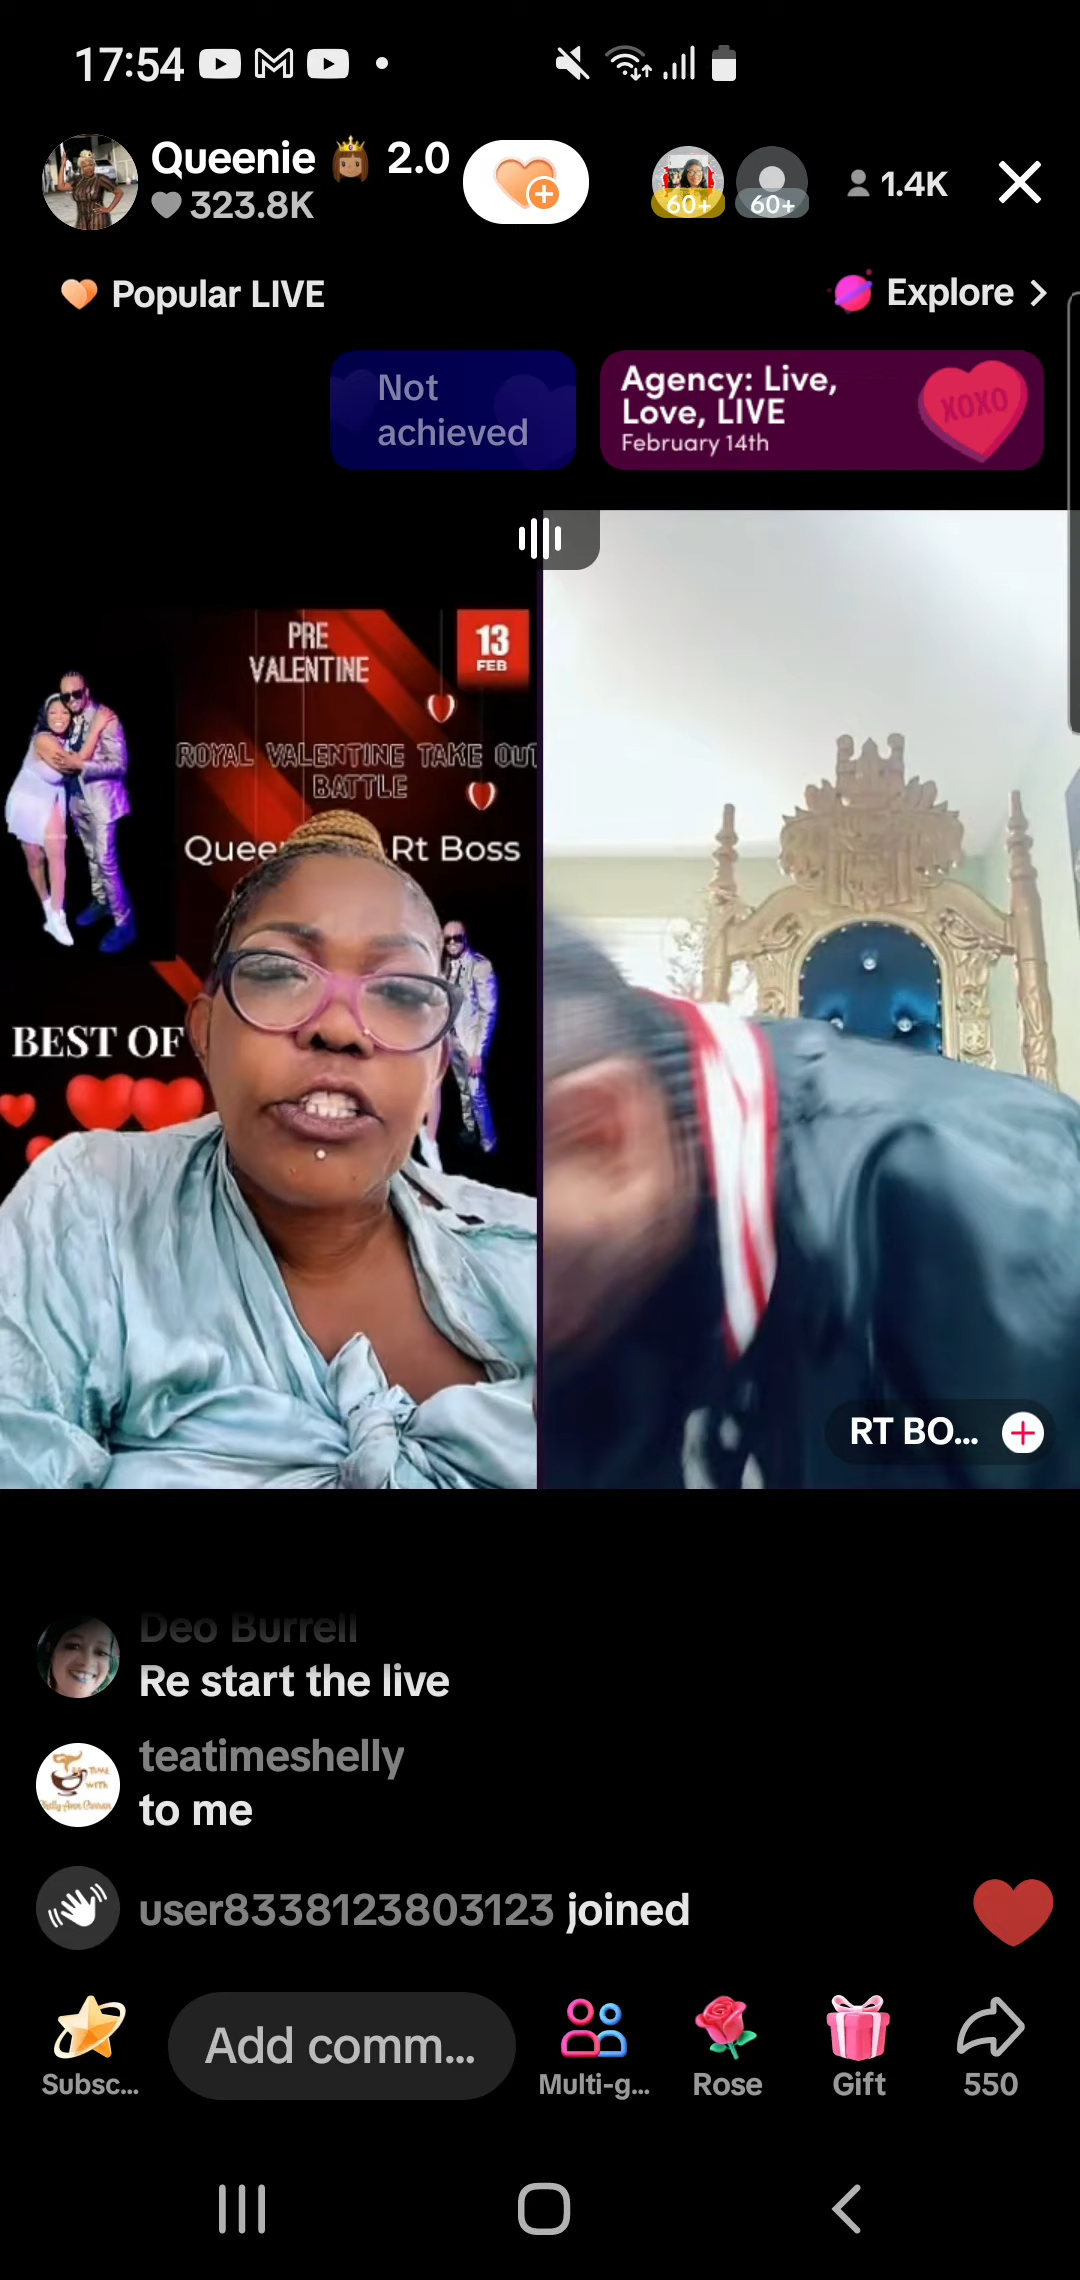 17:54
Queenie 👸🏽 2.0
323.8K
60+
60+
1.4K
Popular LIVE
Explore
Not
achieved
Agency: Live,
Love, LIVE
February 14th
XOXO
PRE
VALENTINE
13
FEB
ROYAL VALENTINE TAKE OUT
BATTLE
Quee
Rt Boss
BEST OF
RT BO...
Deo Burrell
Re start the live
teatimeshelly
to me
user8338123803123 joined
Subsc...
Add comm...
Multi-g...
Rose
Gift
550